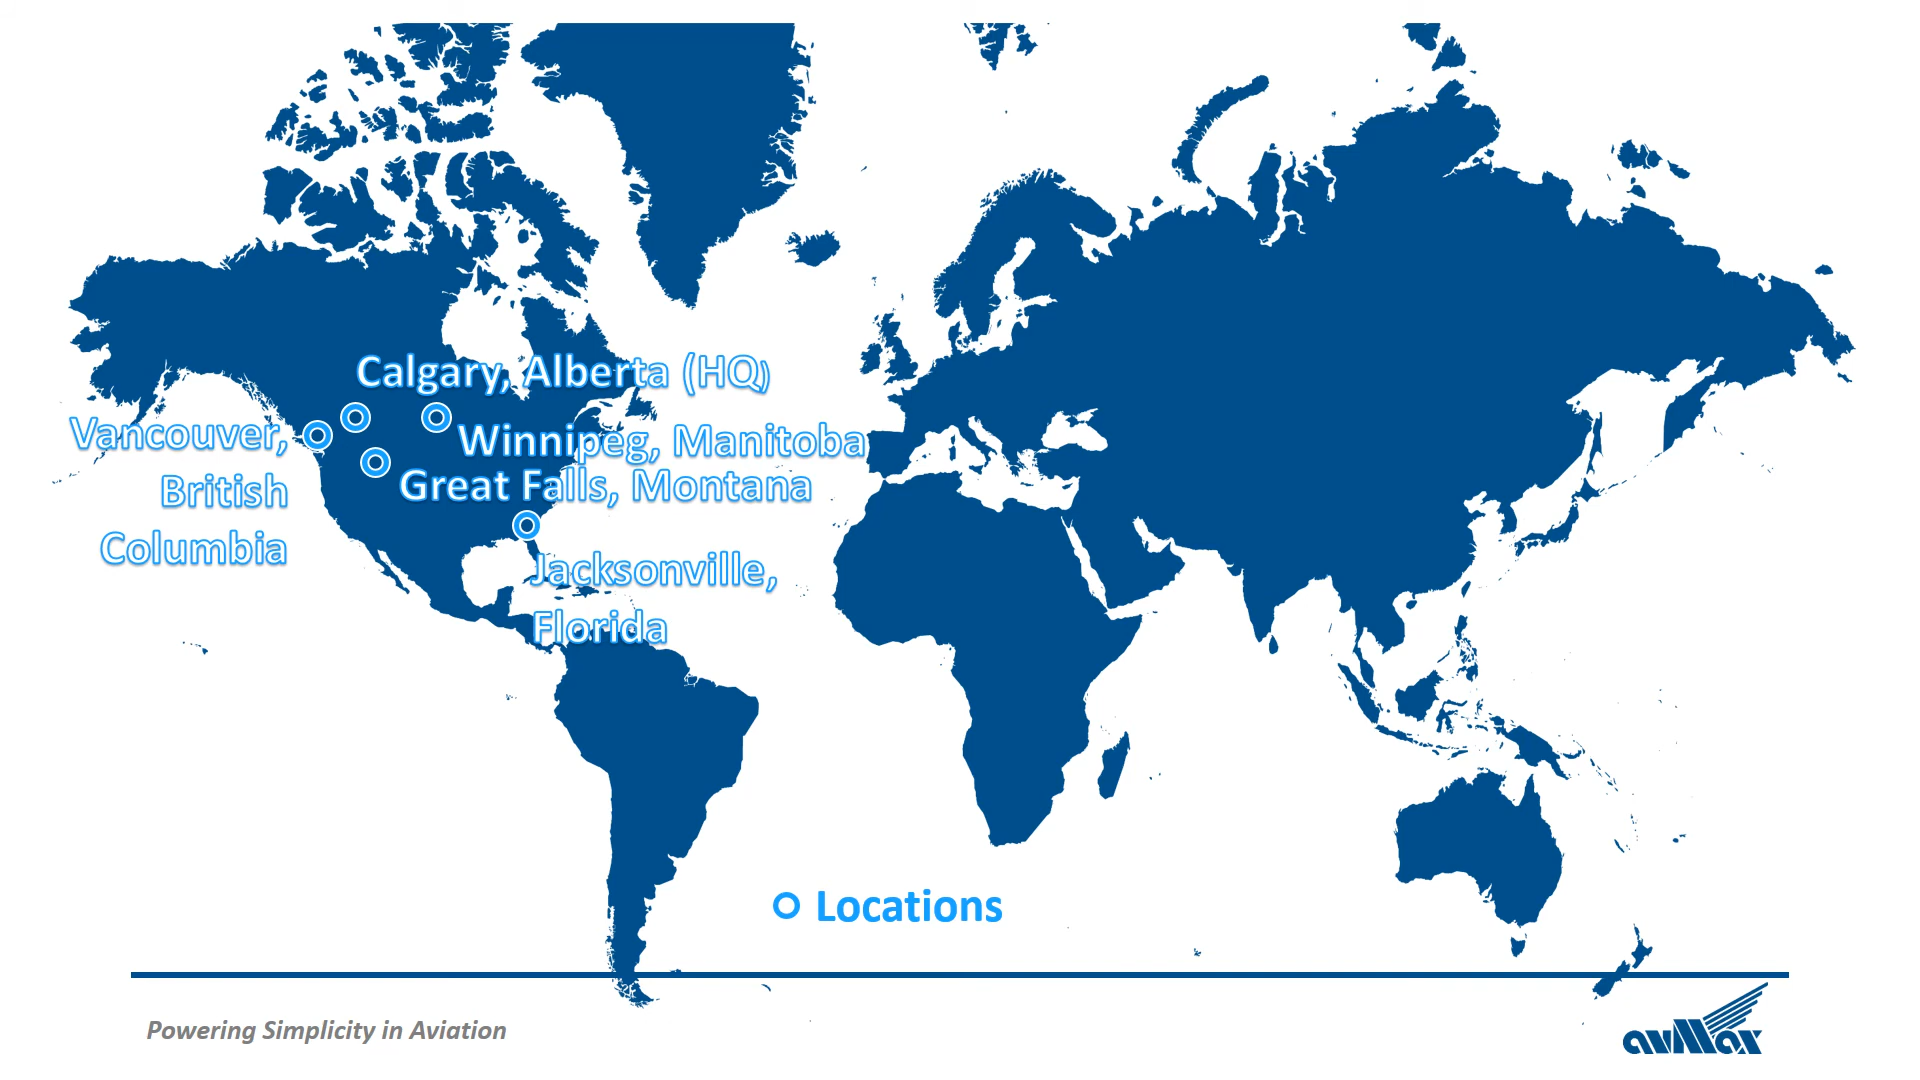 Calgary, Alberta (HQ)
Vancouver,
British
Columbia
Winnipeg, Manitoba
Great Falls, Montana
Jacksonville,
Florida
Locations
Powering Simplicity in Aviation
avmax